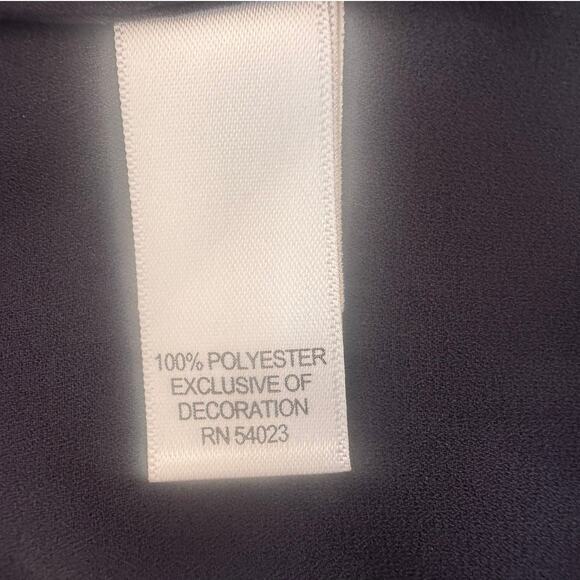 100% POLYESTER
EXCLUSIVE OF
DECORATION
RN 54023